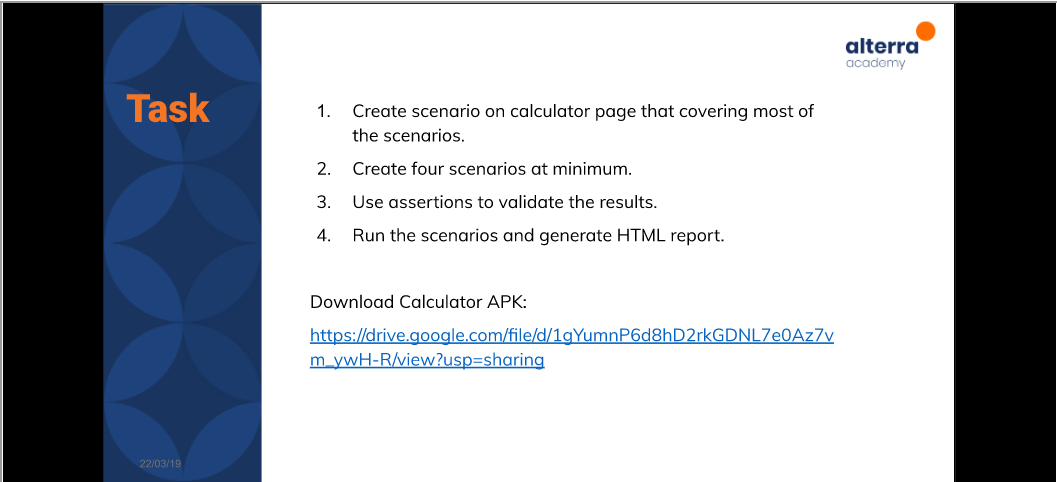 alterra
academy
Task
1. Create scenario on calculator page that covering most of
the scenarios.
2. Create four scenarios at minimum.
3. Use assertions to validate the results.
4. Run the scenarios and generate HTML report.
Download Calculator APK:
https://drive.google.com/file/d/1gYumnP6d8hD2rkGDNL7e0Az7v
m_ywH-R/view?usp=sharing
22/03/19